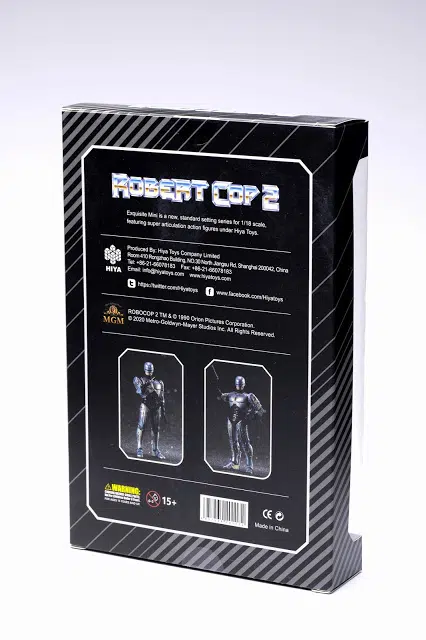 ROBERT COP 2
Exquisite Mini is a new, standard setting series for 1/18 scale,
featuring super articulation action figures under Hiya Toys.
HIYA
Produced By: Hiya Toys Company Limited
Room 410 Rongzhao Building, NO.30 North Jiangsu Rd, Shanghai 200042, China
Tel: +86-21-66078183 Fax: +86-21-66078183
Email: info@hiyatoys.com www.hiyatoys.com
https://twitter.com/Hiyatoys
www.facebook.com/Hiyatoys
MGM
ROBOCOP 2 TM & © 1990 Orion Pictures Corporation.
© 2020 Metro-Goldwyn-Mayer Studios Inc. All Rights Reserved.
WARNING:
0-3
15+
CE
Made in China